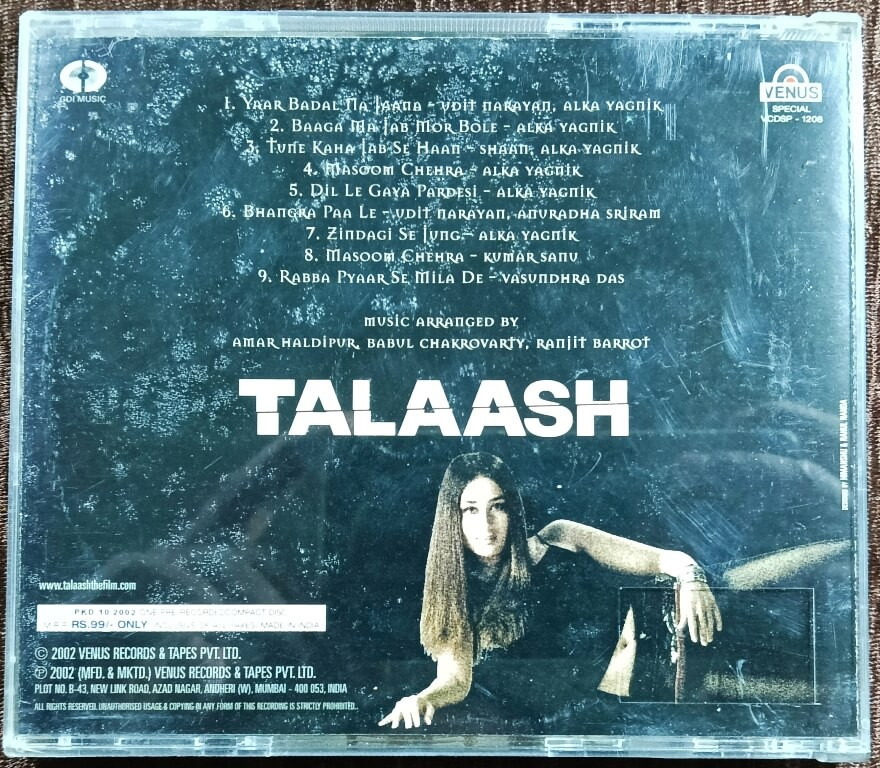 GDI MUSIC
VENUS
SPECIAL
VCDSP - 1208
1. Yaar Badal Na Jaana - udit narayan, alka yagnik
2. Baaga Ma Jab Mor Bole - alka yagnik
3. Tune Kaha Jab Se Haan - shaan, alka yagnik
4. Masoom Chehra - alka yagnik
5. Dil Le Gaya Pardesi - alka yagnik
6. Bhangra Paa Le - udit narayan, anuradha sriram
7. Zindagi Se Jung - alka yagnik
8. Masoom Chehra - kumar sanu
9. Rabba Pyaar Se Mila De - vasundhra das
music arranged by
amar haldipur, babul chakrovarty, ranjit barrot
TALAASH
www.talaashthefilm.com
PKD 10 2002 ONE PRE-RECORDED COMPACT DISC
M.R.P. RS.99/- ONLY INCLUSIVE OF ALL TAXES. MADE IN INDIA
© 2002 VENUS RECORDS & TAPES PVT. LTD.
℗ 2002 (MFD. & MKTD.) VENUS RECORDS & TAPES PVT. LTD.
PLOT NO. B-43, NEW LINK ROAD, AZAD NAGAR, ANDHERI (W), MUMBAI - 400 053, INDIA
ALL RIGHTS RESERVED. UNAUTHORISED USAGE & COPYING IN ANY FORM OF THIS RECORDING IS STRICTLY PROHIBITED.
NANDA